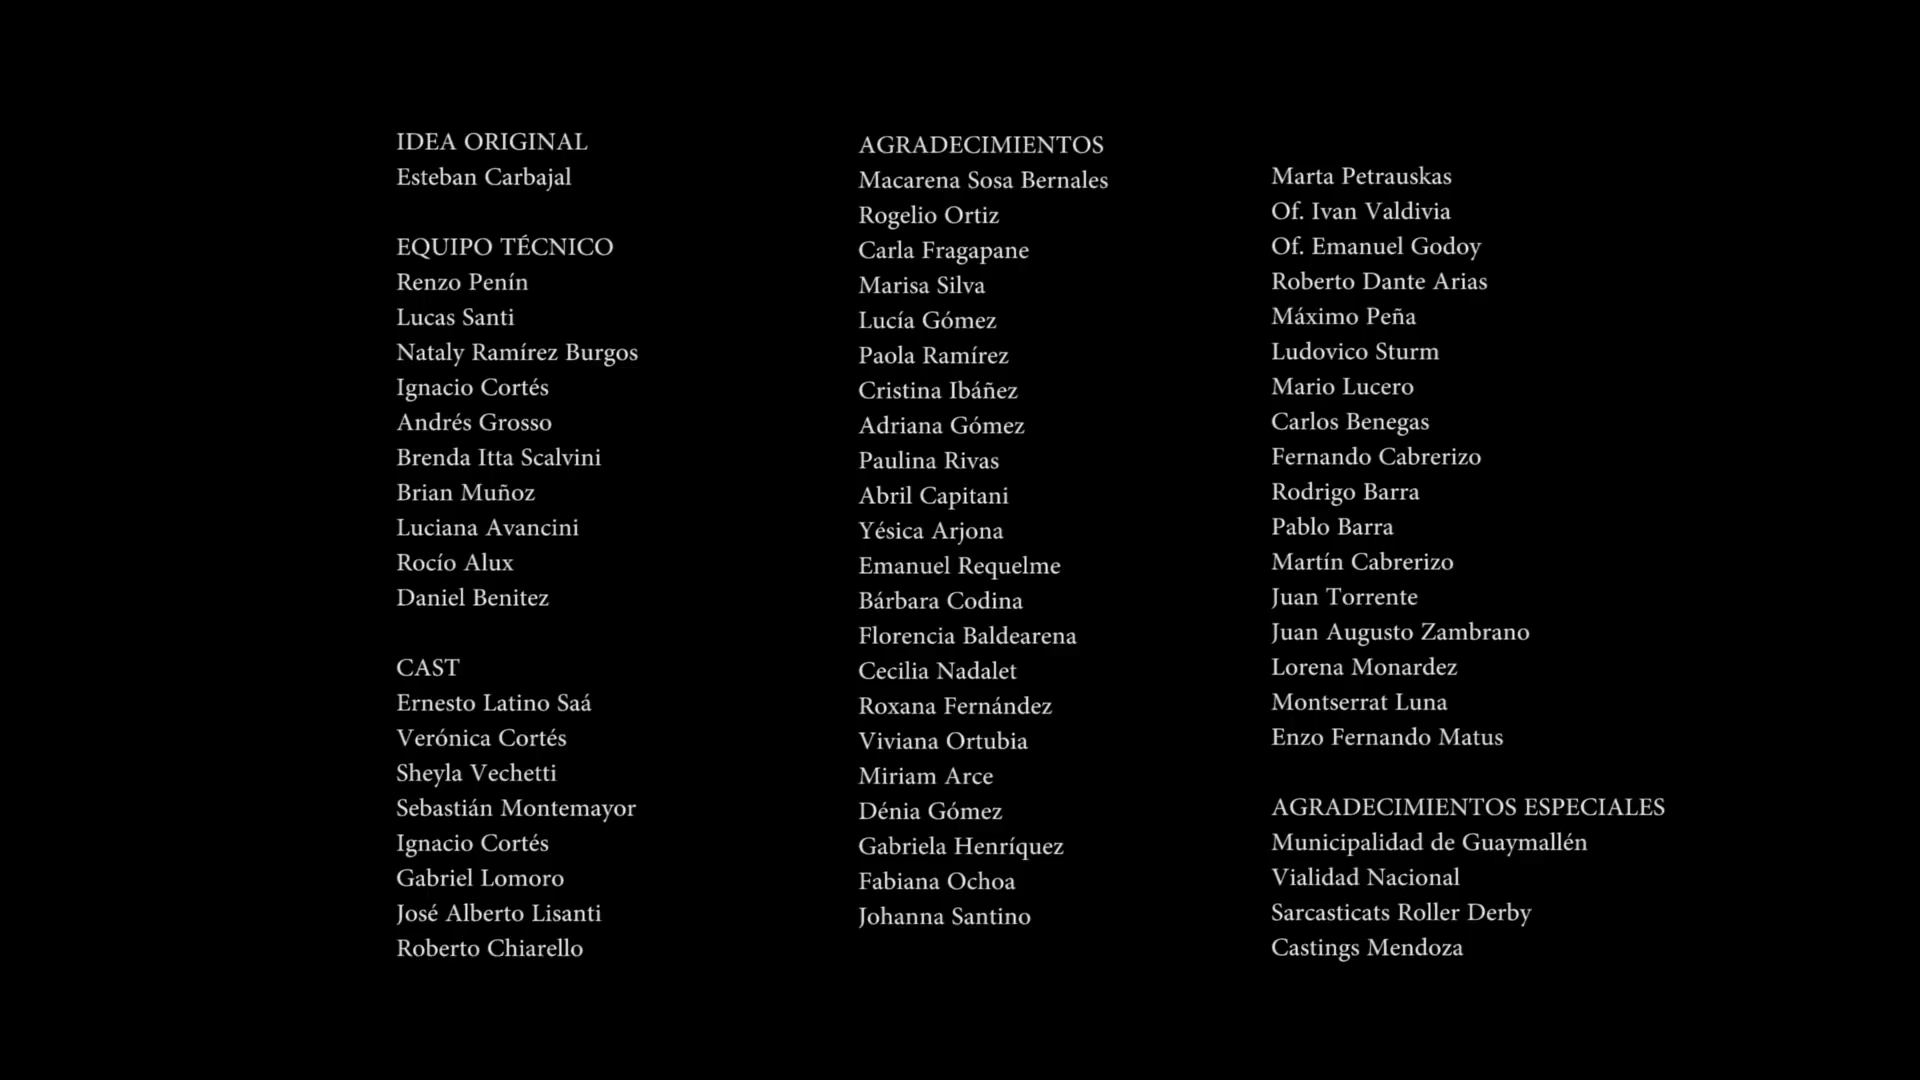 IDEA ORIGINAL
Esteban Carbajal
EQUIPO TÉCNICO
Renzo Penín
Lucas Santi
Nataly Ramírez Burgos
Ignacio Cortés
Andrés Grosso
Brenda Itta Scalvini
Brian Muñoz
Luciana Avancini
Rocío Alux
Daniel Benitez
CAST
Ernesto Latino Saá
Verónica Cortés
Sheyla Vechetti
Sebastián Montemayor
Ignacio Cortés
Gabriel Lomoro
José Alberto Lisanti
Roberto Chiarello
AGRADECIMIENTOS
Macarena Sosa Bernales
Rogelio Ortiz
Carla Fragapane
Marisa Silva
Lucía Gómez
Paola Ramírez
Cristina Ibáñez
Adriana Gómez
Paulina Rivas
Abril Capitani
Yésica Arjona
Emanuel Requelme
Bárbara Codina
Florencia Baldearena
Cecilia Nadalet
Roxana Fernández
Viviana Ortubia
Miriam Arce
Dénia Gómez
Gabriela Henríquez
Fabiana Ochoa
Johanna Santino
Marta Petrauskas
Of. Ivan Valdivia
Of. Emanuel Godoy
Roberto Dante Arias
Máximo Peña
Ludovico Sturm
Mario Lucero
Carlos Benegas
Fernando Cabrerizo
Rodrigo Barra
Pablo Barra
Martín Cabrerizo
Juan Torrente
Juan Augusto Zambrano
Lorena Monardez
Montserrat Luna
Enzo Fernando Matus
AGRADECIMIENTOS ESPECIALES
Municipalidad de Guaymallén
Vialidad Nacional
Sarcasticats Roller Derby
Castings Mendoza